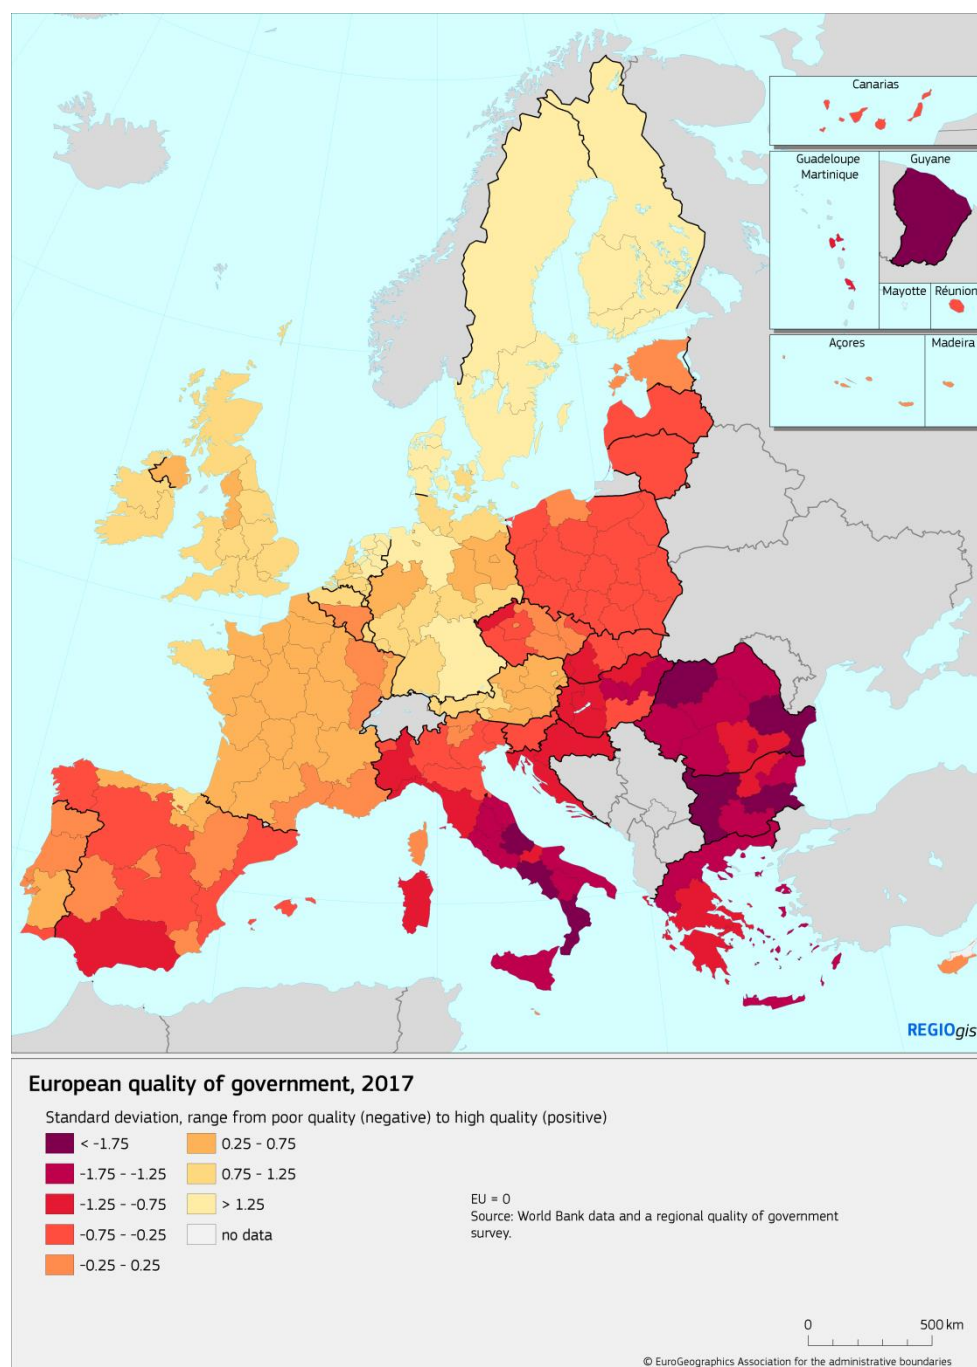 Canarias
Guadeloupe
Martinique
Guyane
Mayotte
Réunion
Açores
Madeira
REGIOgis
European quality of government, 2017
Standard deviation, range from poor quality (negative) to high quality (positive)
< -1.75
-1.75 - -1.25
-1.25 - -0.75
-0.75 - -0.25
-0.25 - 0.25
0.25 - 0.75
0.75 - 1.25
> 1.25
no data
EU = 0
Source: World Bank data and a regional quality of government
survey.
0 500 km
© EuroGeographics Association for the administrative boundaries